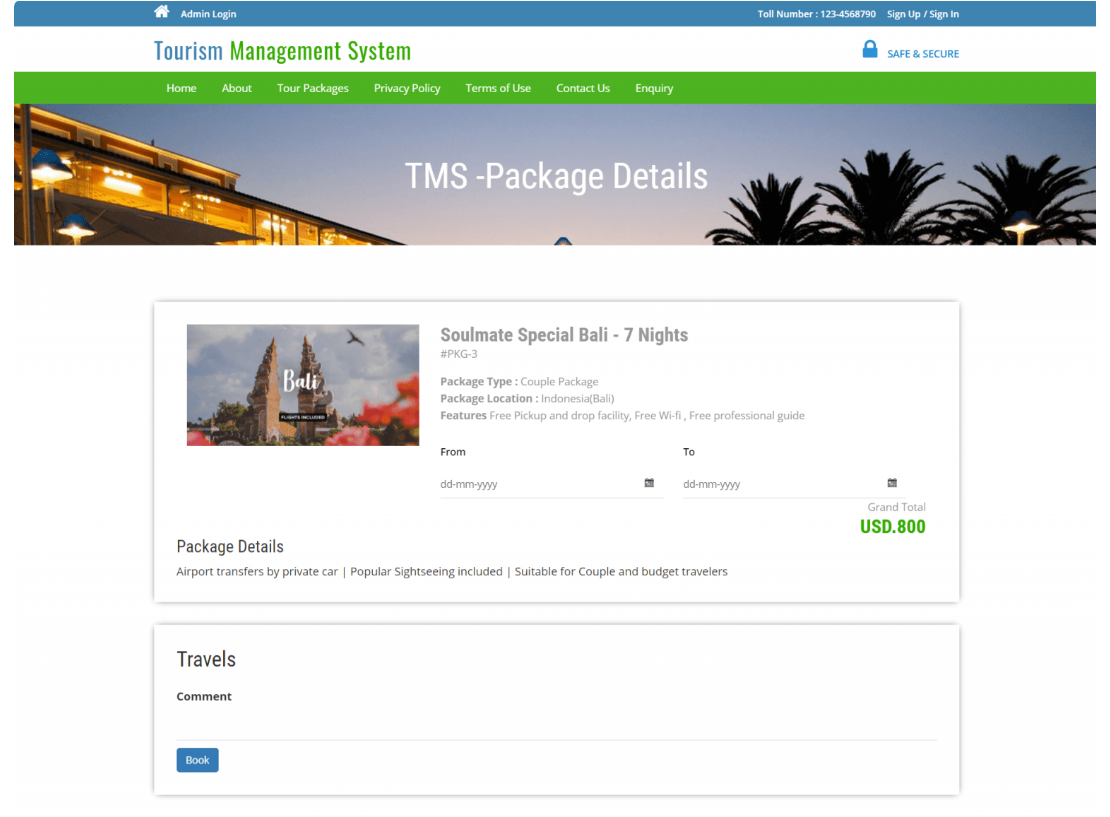 Admin Login
Toll Number : 123-4568790 Sign Up / Sign In
Tourism Management System
SAFE & SECURE
Home About Tour Packages Privacy Policy Terms of Use Contact Us Enquiry
TMS -Package Details
Bali
FLIGHTS INCLUDED
Soulmate Special Bali - 7 Nights
#PKG-3
Package Type : Couple Package
Package Location : Indonesia(Bali)
Features Free Pickup and drop facility, Free Wi-fi , Free professional guide
From To
dd-mm-yyyy dd-mm-yyyy
Grand Total
USD.800
Package Details
Airport transfers by private car | Popular Sightseeing included | Suitable for Couple and budget travelers
Travels
Comment
Book